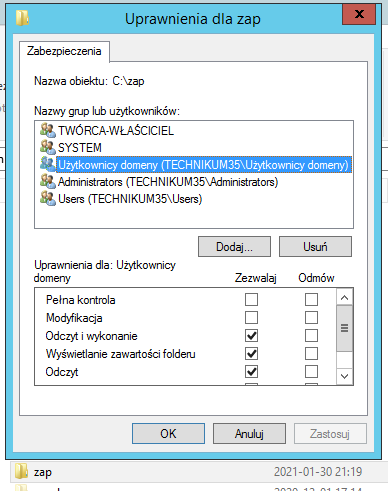 Uprawnienia dla zap
x
Zabezpieczenia
Nazwa obiektu: C:\zap
Nazwy grup lub użytkowników:
TWÓRCA-WŁAŚCICIEL
SYSTEM
Użytkownicy domeny (TECHNIKUM35\Użytkownicy domeny)
Administrators (TECHNIKUM35\Administrators)
Users (TECHNIKUM35\Users)
Dodaj... Usuń
Uprawnienia dla: Użytkownicy
domeny Zezwalaj Odmów
Pełna kontrola
Modyfikacja
Odczyt i wykonanie
Wyświetlanie zawartości folderu
Odczyt
OK Anuluj Zastosuj
zap 2021-01-30 21:19